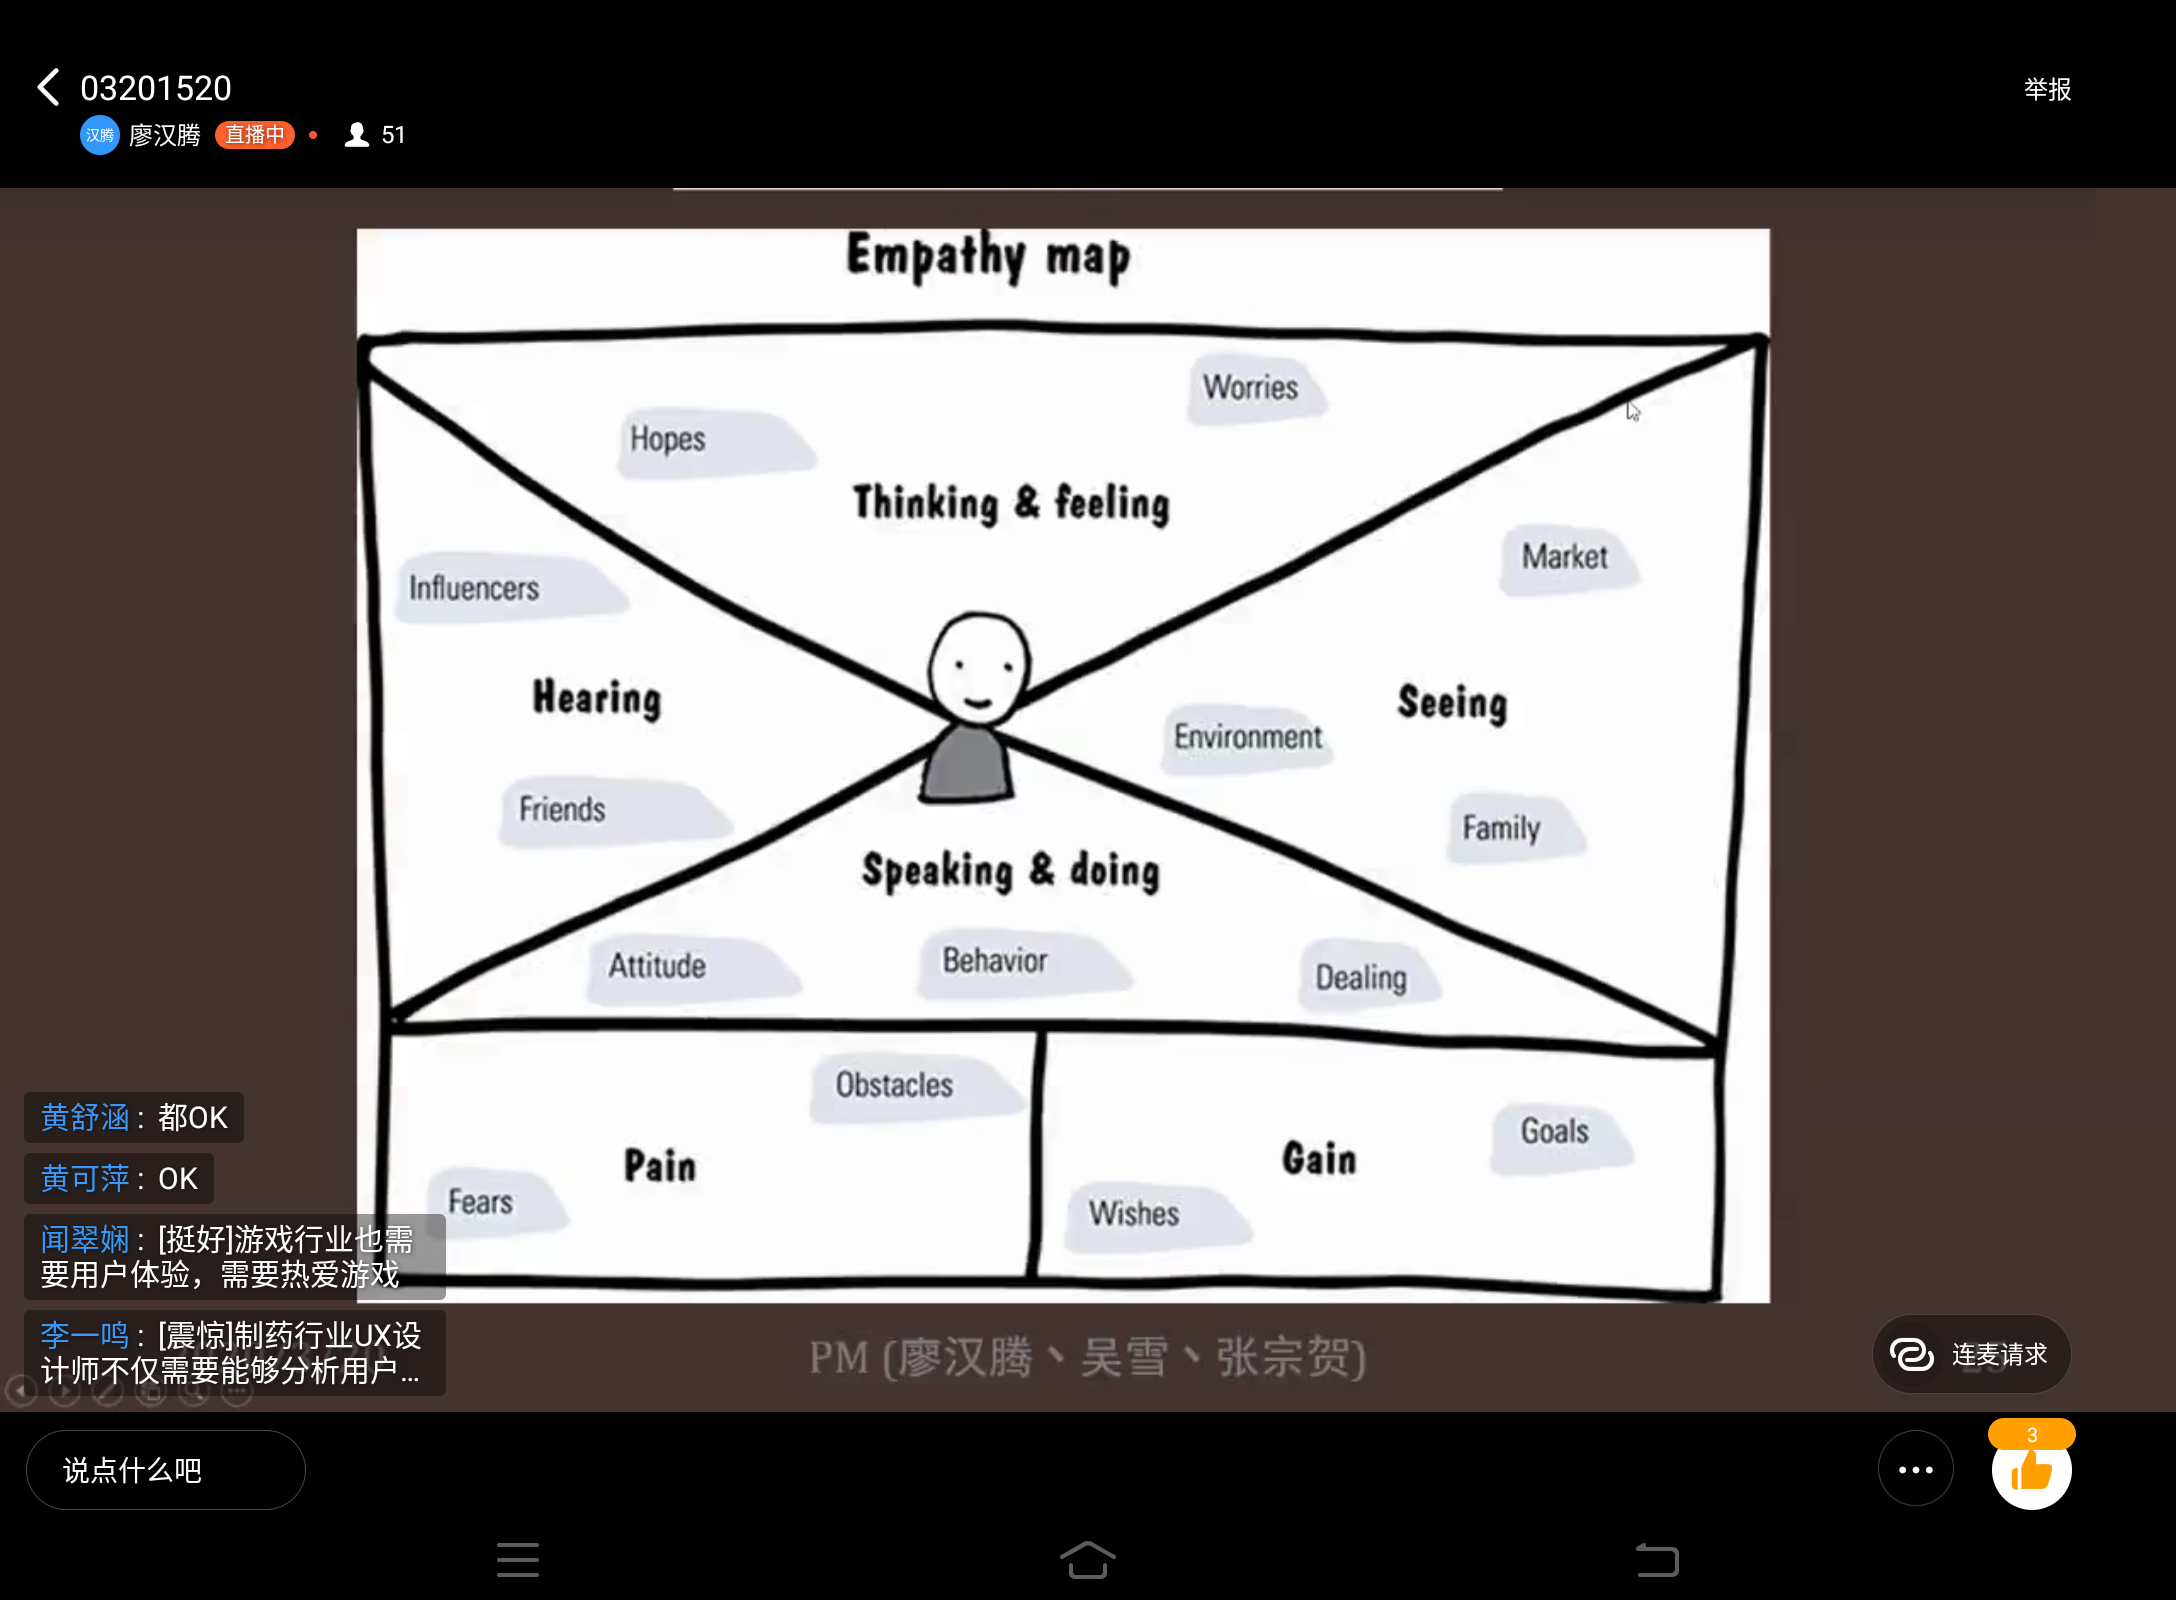 03201520
举报
汉腾 廖汉腾 直播中 51
Empathy map
Worries
Hopes
Thinking & feeling
Market
Influencers
Hearing
Seeing
Environment
Friends
Family
Speaking & doing
Attitude
Behavior
Dealing
Obstacles
Pain
Fears
Gain
Goals
Wishes
黄舒涵： 都OK
黄可萍： OK
闻翠娴： [挺好]游戏行业也需
要用户体验，需要热爱游戏
李一鸣： [震惊]制药行业UX设
计师不仅需要能够分析用户...
PM (廖汉腾、吴雪、张宗贺)
连麦请求
说点什么吧
3